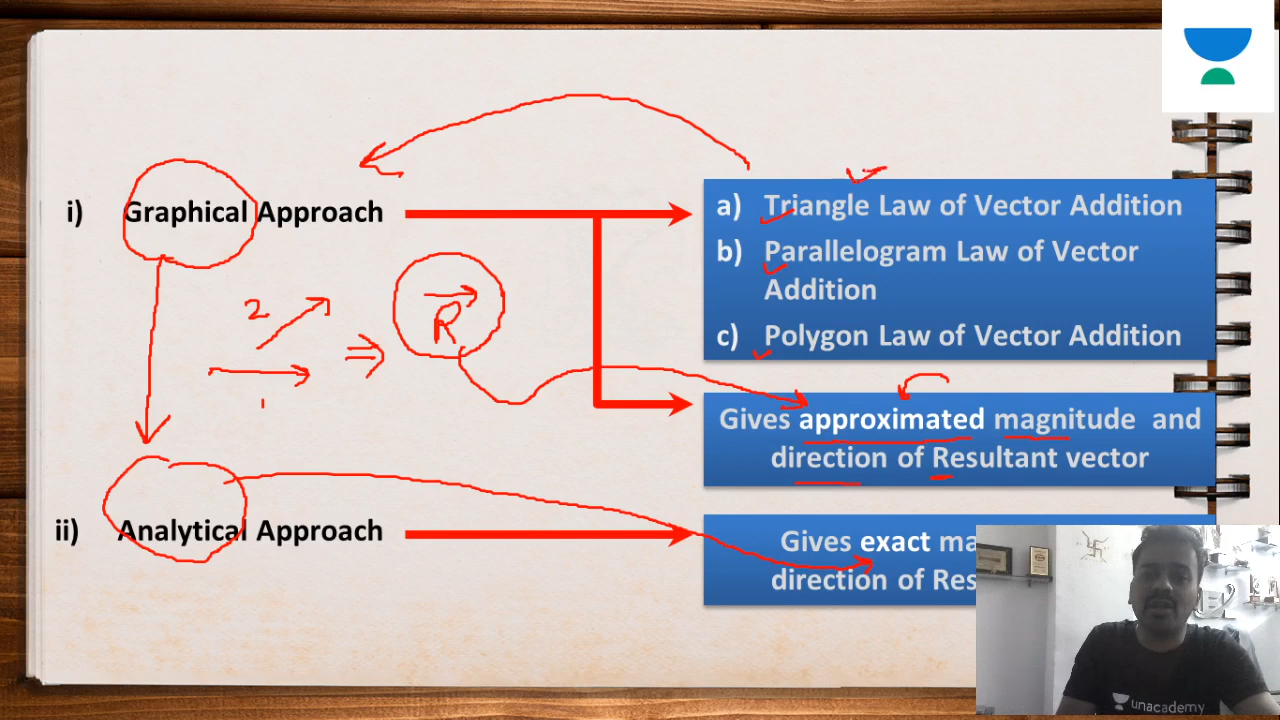 i) Graphical Approach
a) Triangle Law of Vector Addition
b) Parallelogram Law of Vector
Addition
c) Polygon Law of Vector Addition
2
R
1
Gives approximated magnitude and
direction of Resultant vector
ii) Analytical Approach
Gives exact ma
direction of Res
unacademy